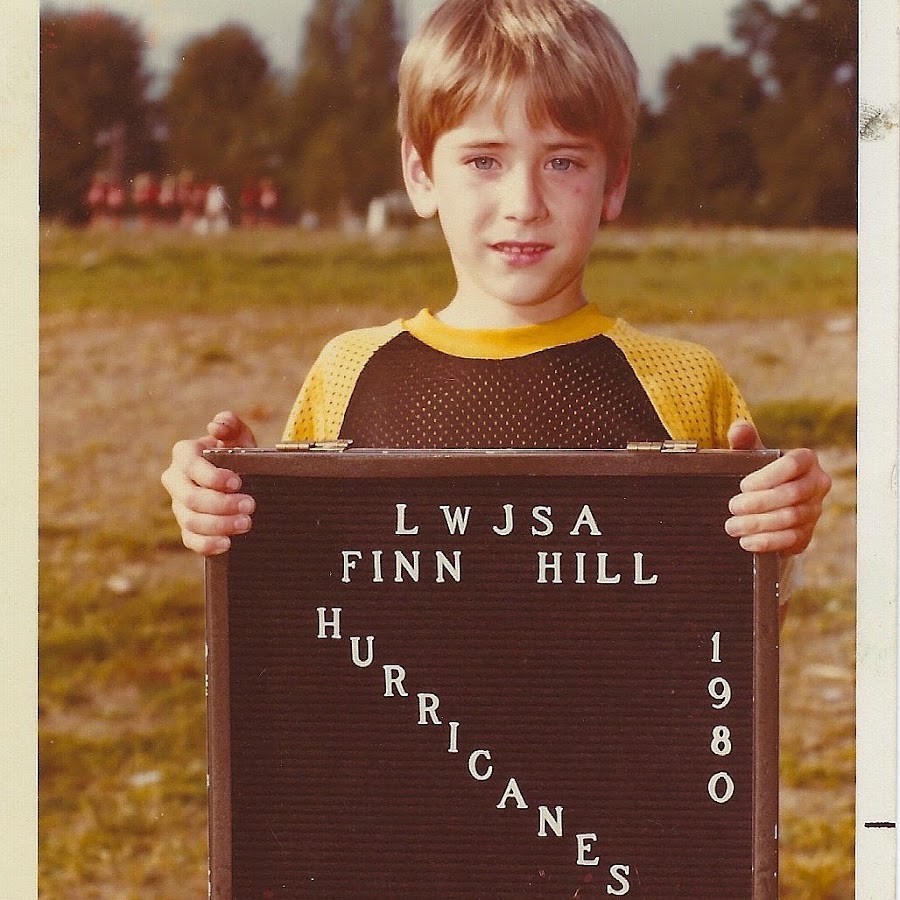 LWJSA
FINN HILL
HURRICANES
1980